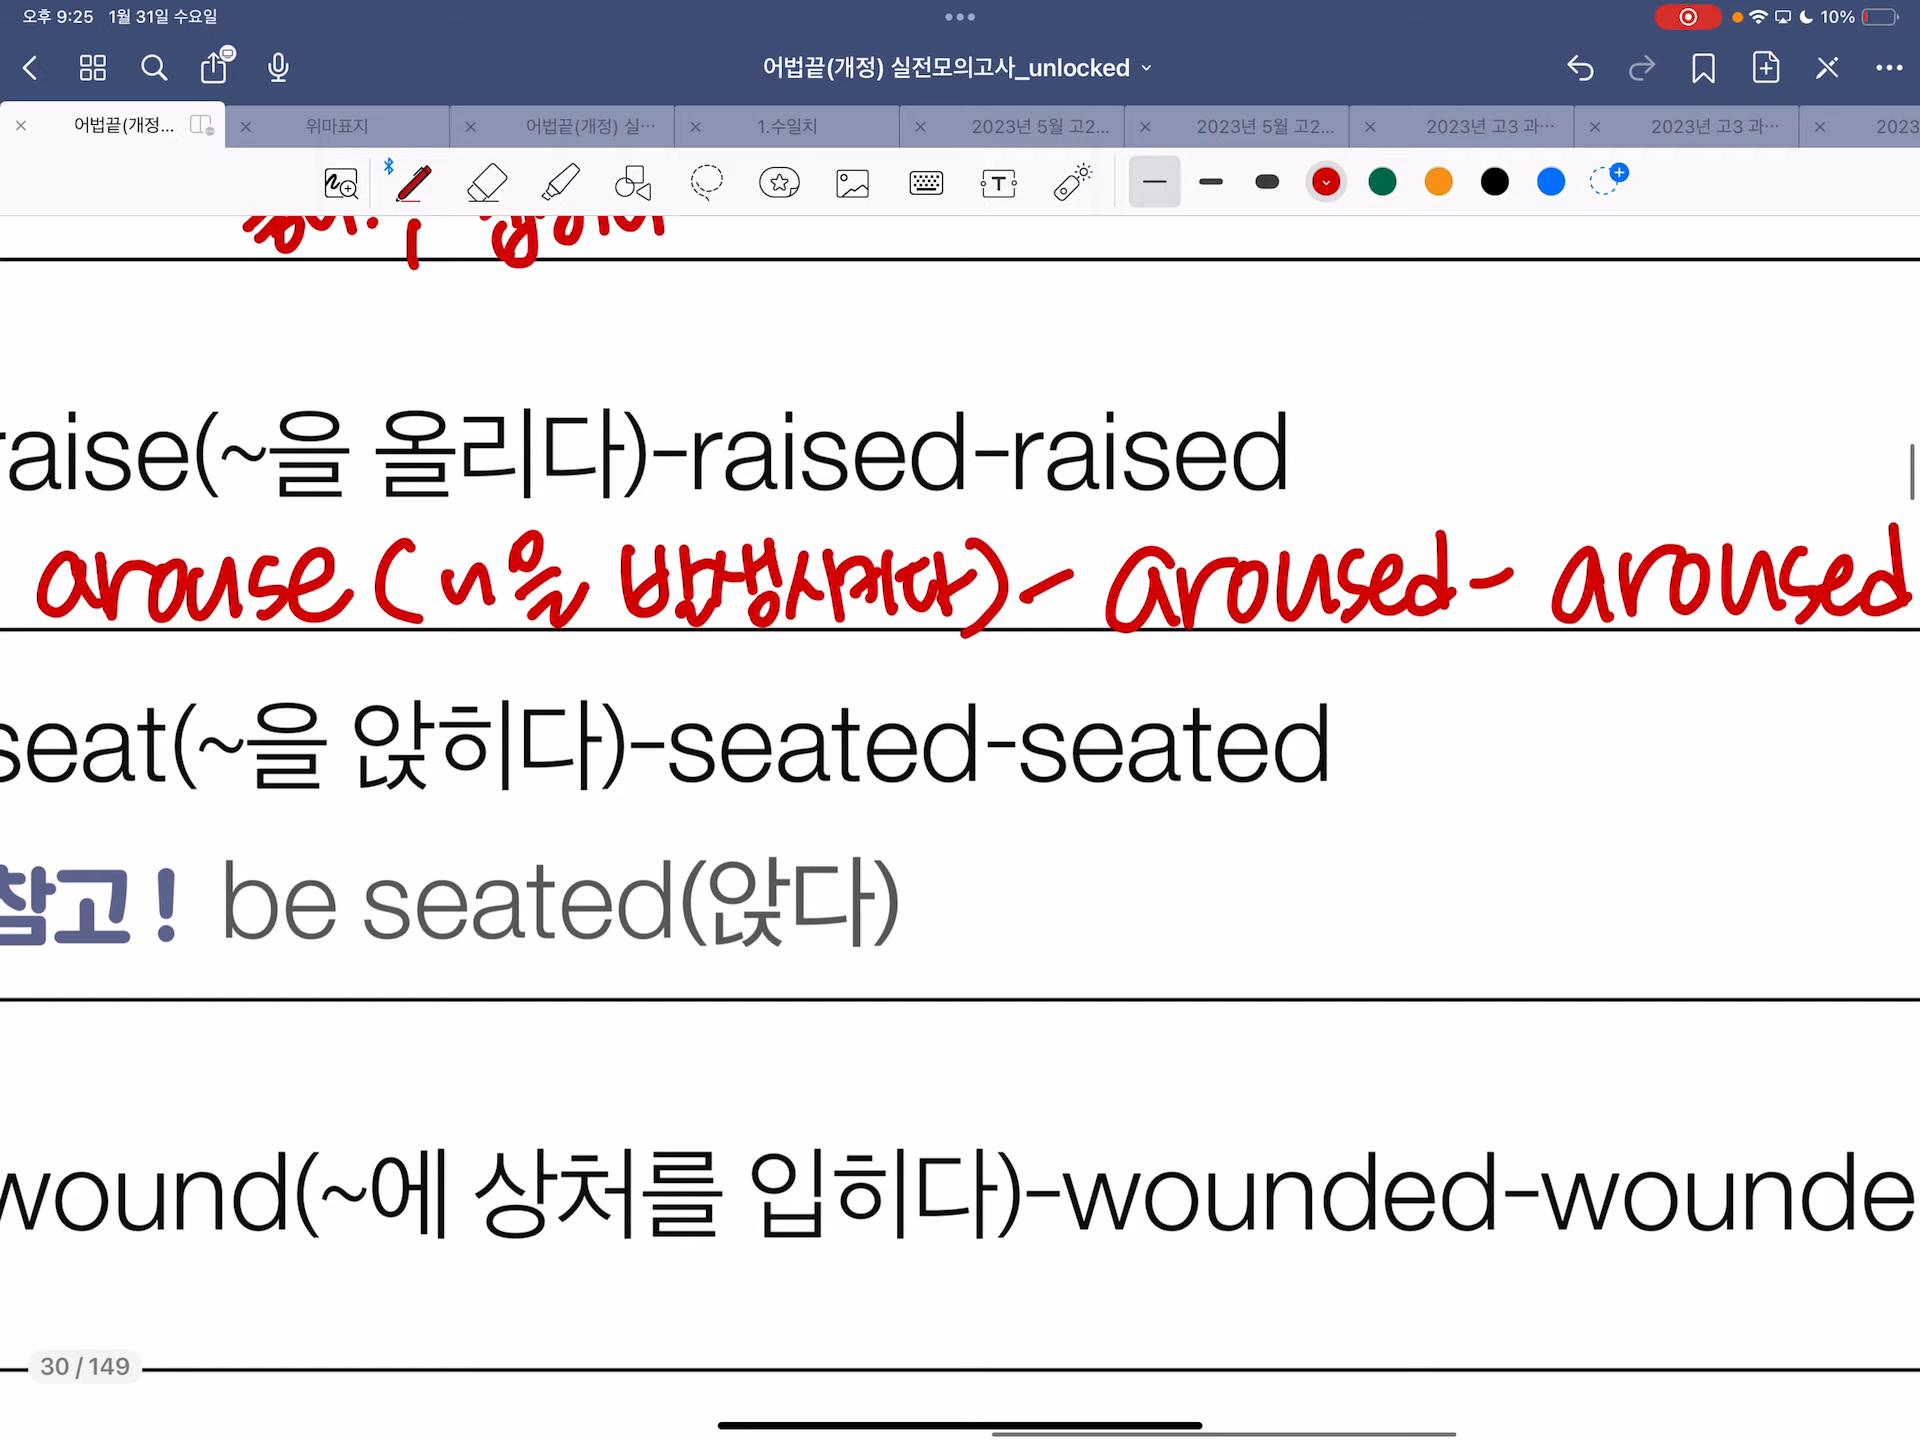 오후 9:25 1월 31일 수요일
10%
어법끝(개정) 실전모의고사_unlocked
어법끝(개정...
위마표지
어법끝(개정) 실...
1.수일치
2023년 5월 고2...
2023년 5월 고2...
2023년 고3 과...
2023년 고3 과...
2023
raise(~을 올리다)-raised-raised
arouse (~을 발생시키다) - aroused - aroused
seat(~을 앉히다)-seated-seated
참고! be seated(앉다)
wound(~에 상처를 입히다)-wounded-wounde
30 / 149